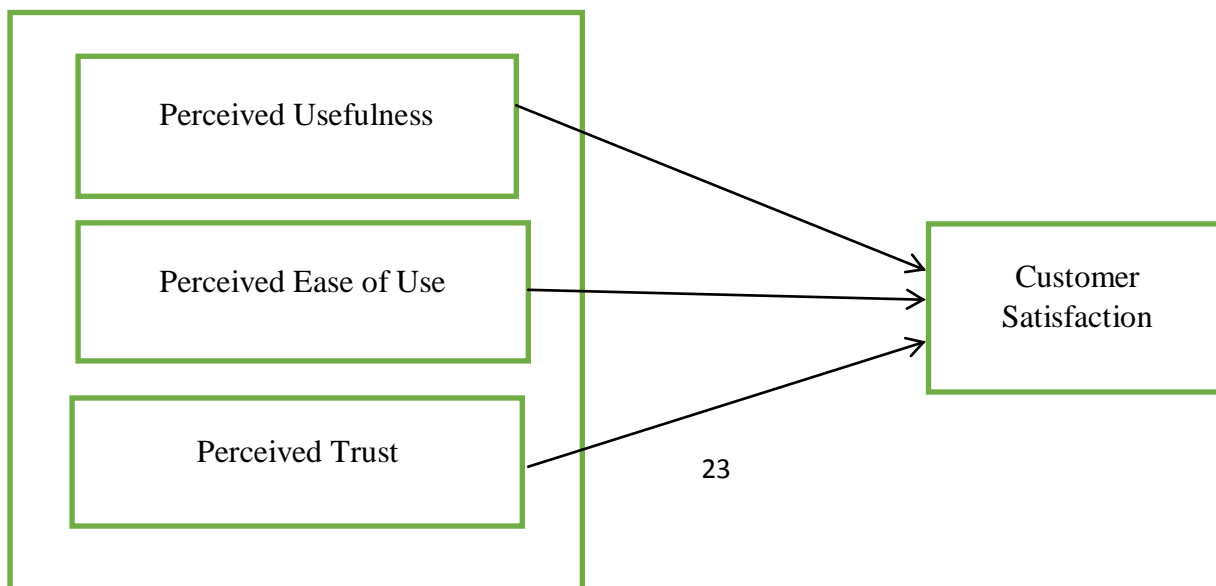 Perceived Usefulness
Perceived Ease of Use
Customer
Satisfaction
Perceived Trust
23